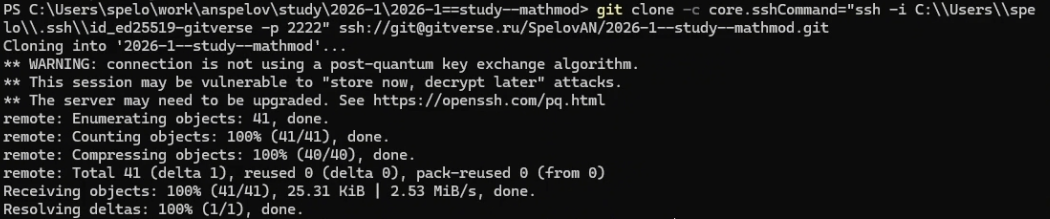 PS C:\Users\spelo\work\anspelov\study\2026-1\2026-1==study--mathmod> git clone -c core.sshCommand="ssh -i C:\\Users\\spe
lo\\.ssh\\id_ed25519-gitverse -p 2222" ssh://git@gitverse.ru/SpelovAN/2026-1--study--mathmod.git
Cloning into '2026-1--study--mathmod'...
** WARNING: connection is not using a post-quantum key exchange algorithm.
** This session may be vulnerable to "store now, decrypt later" attacks.
** The server may need to be upgraded. See https://openssh.com/pq.html
remote: Enumerating objects: 41, done.
remote: Counting objects: 100% (41/41), done.
remote: Compressing objects: 100% (40/40), done.
remote: Total 41 (delta 1), reused 0 (delta 0), pack-reused 0 (from 0)
Receiving objects: 100% (41/41), 25.31 KiB | 2.53 MiB/s, done.
Resolving deltas: 100% (1/1), done.